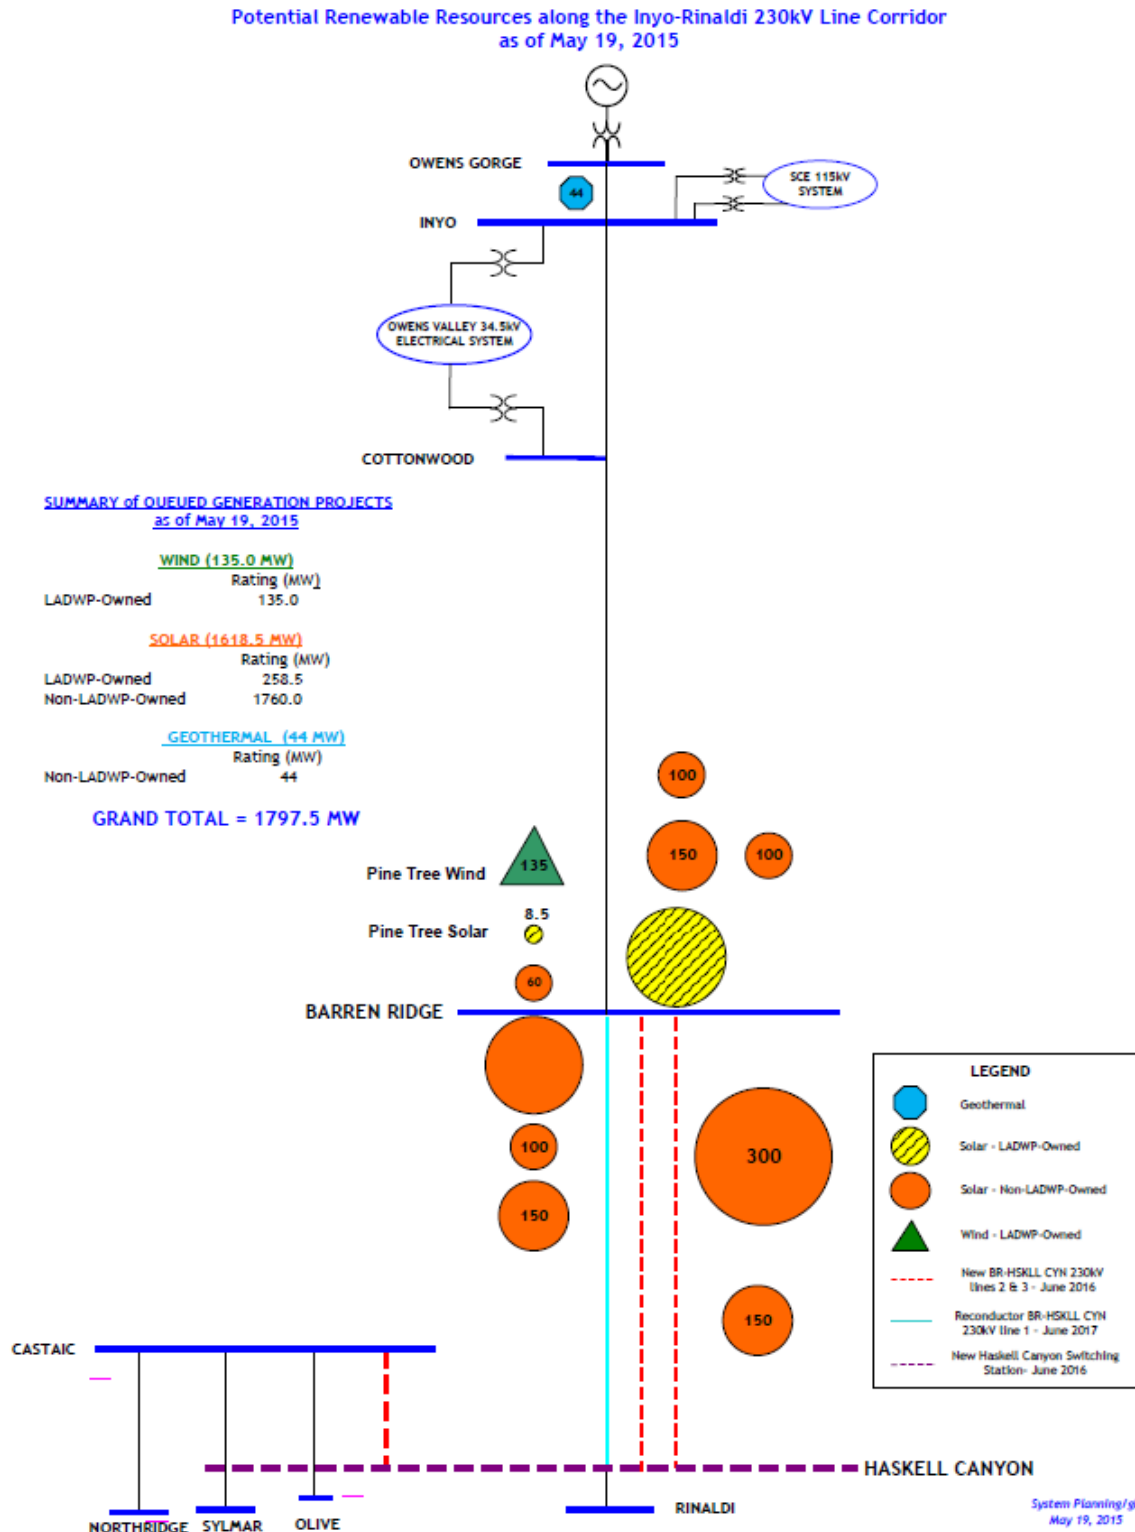 Potential Renewable Resources along the Inyo-Rinaldi 230kV Line Corridor
as of May 19, 2015
OWENS GORGE
SCE 115kV
SYSTEM
44
INYO
OWENS VALLEY 34.5kV
ELECTRICAL SYSTEM
COTTONWOOD
SUMMARY of QUEUED GENERATION PROJECTS
as of May 19, 2015
WIND (135.0 MW)
Rating (MW)
LADWP-Owned 135.0
SOLAR (1618.5 MW)
Rating (MW)
LADWP-Owned 258.5
Non-LADWP-Owned 1760.0
GEOTHERMAL (44 MW)
Rating (MW)
Non-LADWP-Owned 44
GRAND TOTAL = 1797.5 MW
100
150
100
Pine Tree Wind
135
8.5
Pine Tree Solar
60
BARREN RIDGE
100
150
300
150
LEGEND
Geothermal
Solar - LADWP-Owned
Solar - Non-LADWP-Owned
Wind - LADWP-Owned
New BR-HSKLL CYN 230kV
lines 2 & 3 - June 2016
Reconductor BR-HSKLL CYN
230kV line 1 - June 2017
New Haskell Canyon Switching
Station- June 2016
CASTAIC
HASKELL CANYON
NORTHRIDGE
SYLMAR
OLIVE
RINALDI
System Planning/g
May 19, 2015